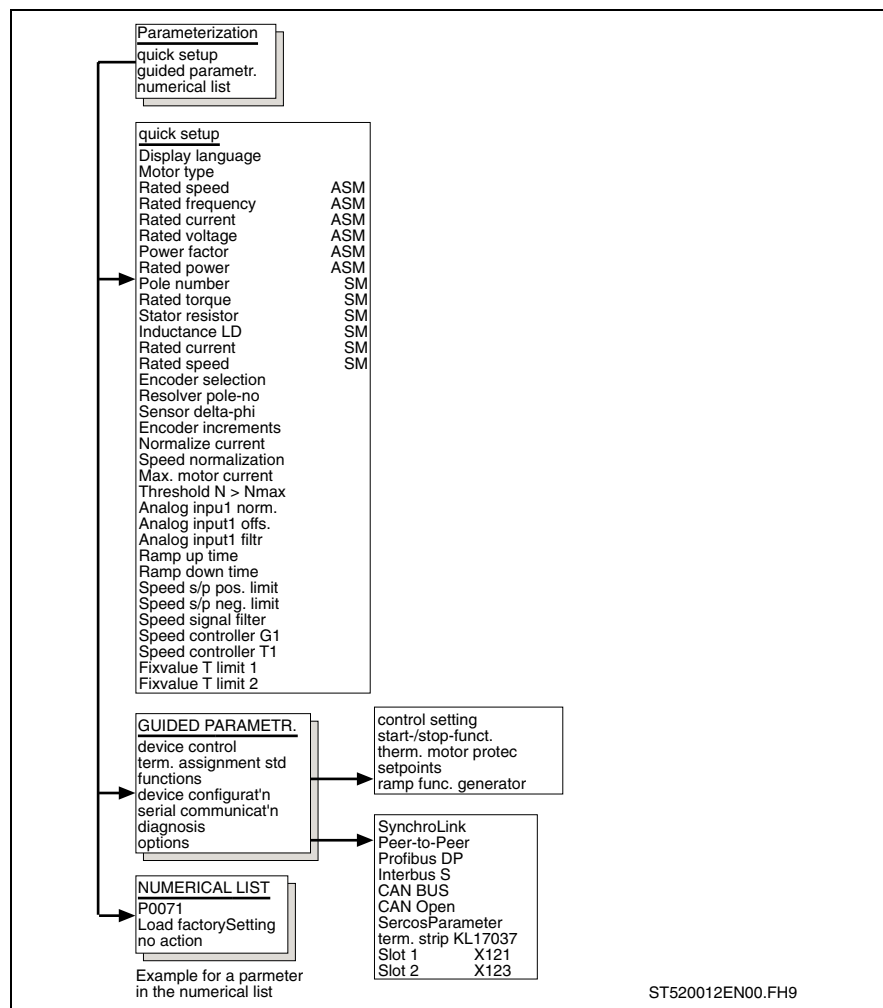 Parameterization
quick setup
guided parametr.
numerical list
quick setup
Display language
Motor type
Rated speed ASM
Rated frequency ASM
Rated current ASM
Rated voltage ASM
Power factor ASM
Rated power ASM
Pole number SM
Rated torque SM
Stator resistor SM
Inductance LD SM
Rated current SM
Rated speed SM
Encoder selection
Resolver pole-no
Sensor delta-phi
Encoder increments
Normalize current
Speed normalization
Max. motor current
Threshold N > Nmax
Analog inpu1 norm.
Analog input1 offs.
Analog input1 filtr
Ramp up time
Ramp down time
Speed s/p pos. limit
Speed s/p neg. limit
Speed signal filter
Speed controller G1
Speed controller T1
Fixvalue T limit 1
Fixvalue T limit 2
GUIDED PARAMETR.
device control
term. assignment std
functions
device configurat'n
serial communicat'n
diagnosis
options
control setting
start-/stop-funct.
therm. motor protec
setpoints
ramp func. generator
SynchroLink
Peer-to-Peer
Profibus DP
Interbus S
CAN BUS
CAN Open
SercosParameter
term. strip KL17037
Slot 1 X121
Slot 2 X123
NUMERICAL LIST
P0071
Load factorySetting
no action
Example for a parmeter
in the numerical list
ST520012EN00.FH9